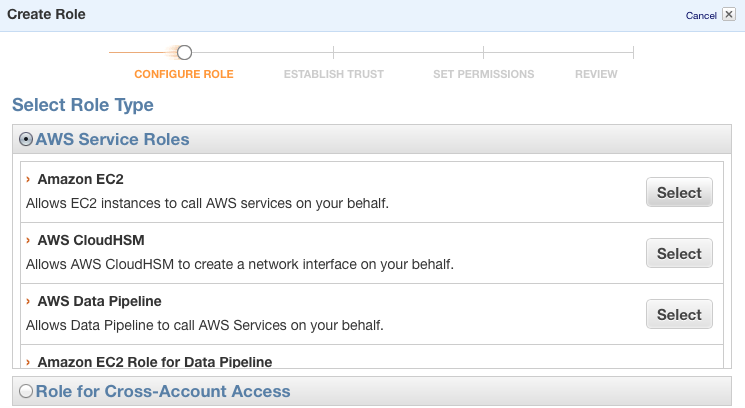 Create Role
Cancel
CONFIGURE ROLE
ESTABLISH TRUST
SET PERMISSIONS
REVIEW
Select Role Type
AWS Service Roles
› Amazon EC2
Allows EC2 instances to call AWS services on your behalf.
Select
› AWS CloudHSM
Allows AWS CloudHSM to create a network interface on your behalf.
Select
› AWS Data Pipeline
Allows Data Pipeline to call AWS Services on your behalf.
Select
› Amazon EC2 Role for Data Pipeline
Role for Cross-Account Access